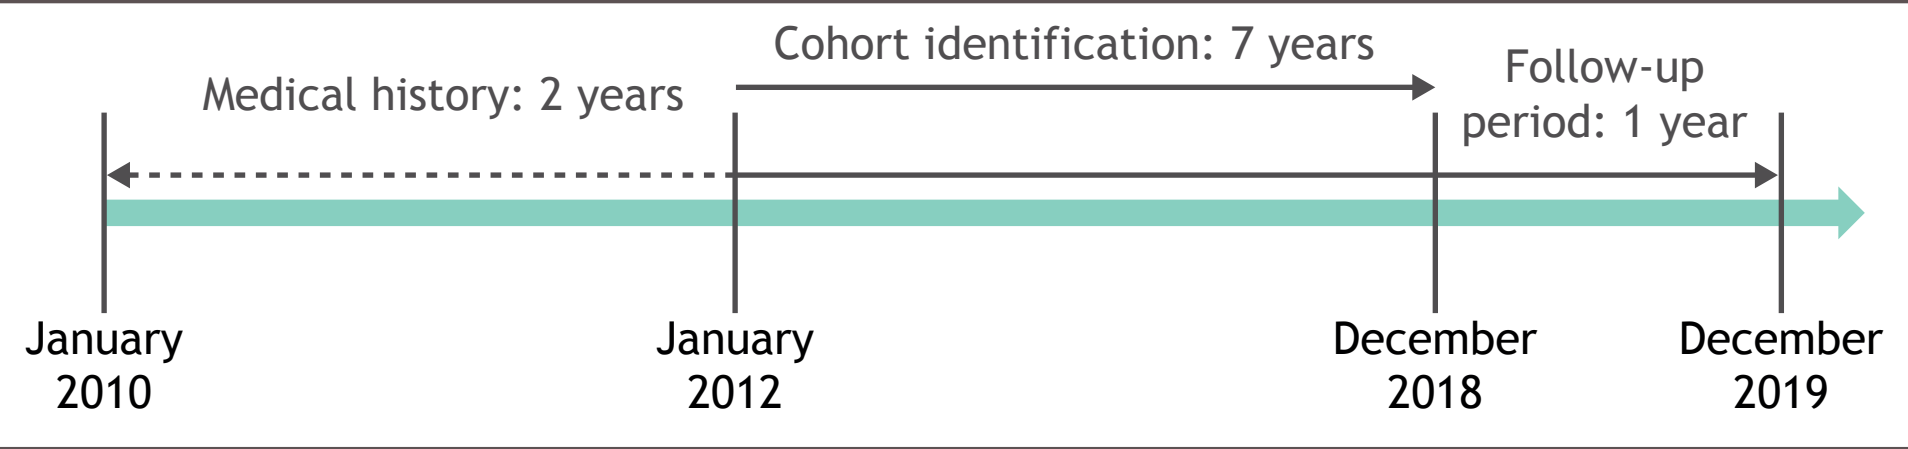 Cohort identification: 7 years
Medical history: 2 years
Follow-up
period: 1 year
January
2010
January
2012
December
2018
December
2019